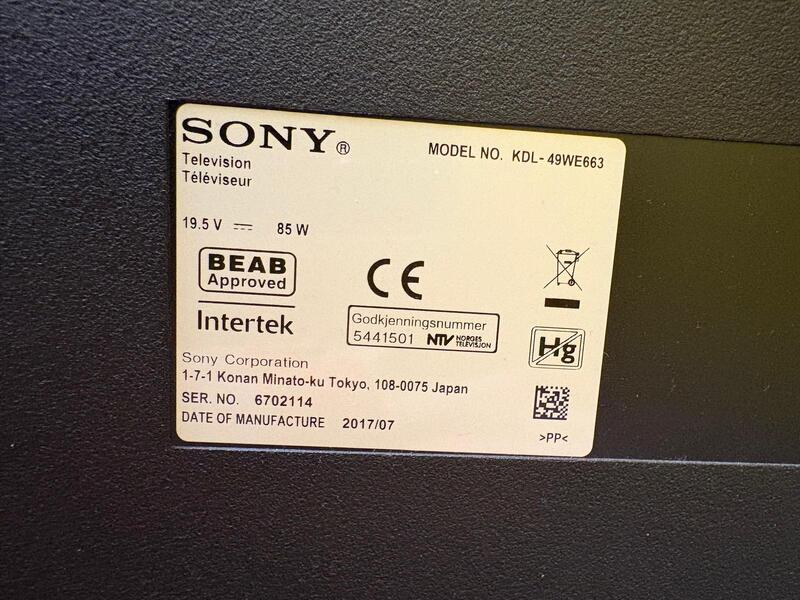 SONY®
MODEL NO. KDL-49WE663
Television
Téléviseur
19.5 V ⎓ 85 W
BEAB
Approved
Intertek
CE
Godkjenningsnummer
5441501 NTV NORGES
TELEVISJON
Hg
Sony Corporation
1-7-1 Konan Minato-ku Tokyo, 108-0075 Japan
SER. NO. 6702114
DATE OF MANUFACTURE 2017/07
>PP<